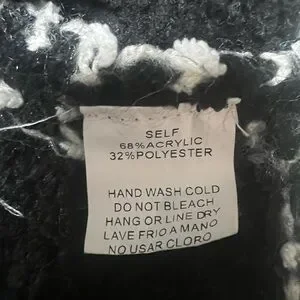 SELF
68%ACRYLIC
32%POLYESTER
HAND WASH COLD
DO NOT BLEACH
HANG OR LINE DRY
LAVE FRIO A MANO
NO USAR CLORO